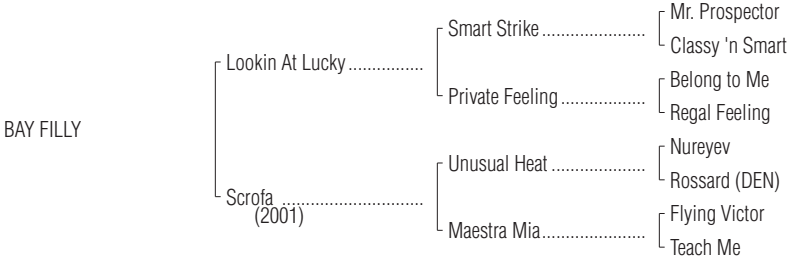 Mr. Prospector
Smart Strike ......................
Classy 'n Smart
Lookin At Lucky ................
Belong to Me
Private Feeling ..................
Regal Feeling
BAY FILLY
Nureyev
Unusual Heat ....................
Rossard (DEN)
Scrofa ..............................
(2001)
Flying Victor
Maestra Mia......................
Teach Me